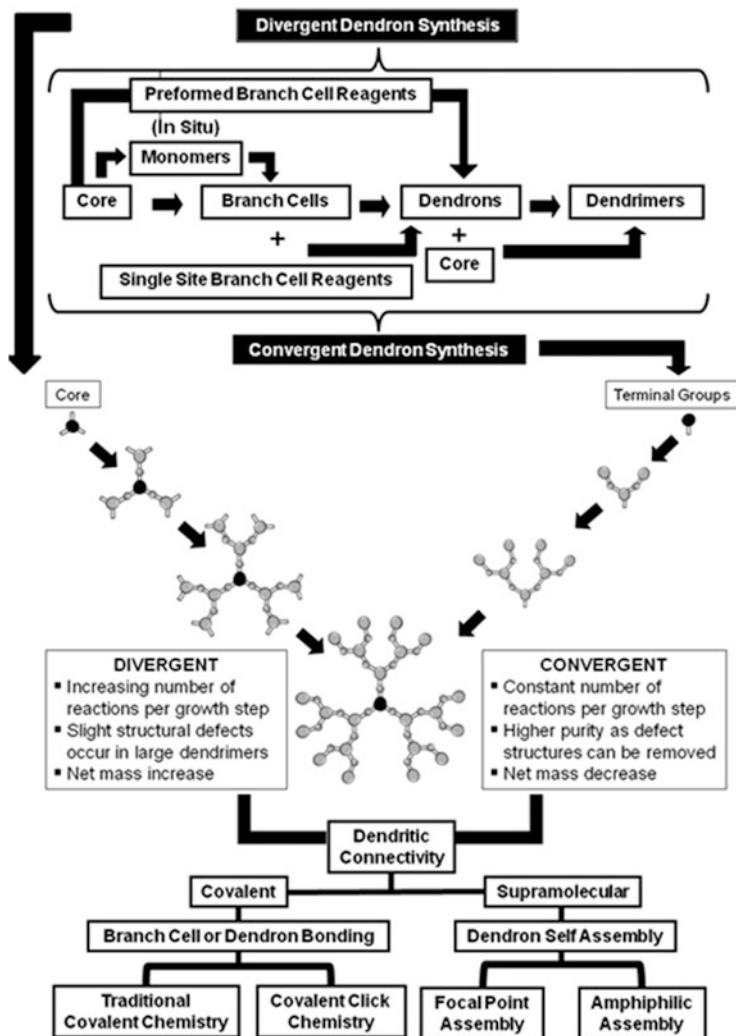 Divergent Dendron Synthesis
Preformed Branch Cell Reagents
(In Situ)
Monomers
Core
Branch Cells
Dendrons
Dendrimers
+
+
Core
Single Site Branch Cell Reagents
Convergent Dendron Synthesis
Core
Terminal Groups
DIVERGENT
▪ Increasing number of
reactions per growth step
▪ Slight structural defects
occur in large dendrimers
▪ Net mass increase
CONVERGENT
▪ Constant number of
reactions per growth step
▪ Higher purity as defect
structures can be removed
▪ Net mass decrease
Dendritic
Connectivity
Covalent
Supramolecular
Branch Cell or Dendron Bonding
Dendron Self Assembly
Traditional
Covalent Chemistry
Covalent Click
Chemistry
Focal Point
Assembly
Amphiphilic
Assembly